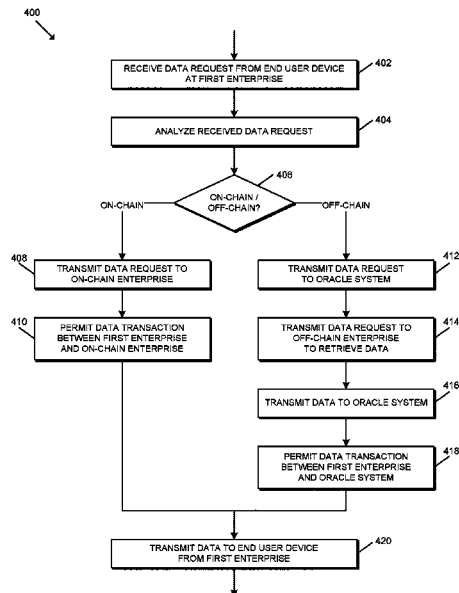 400
RECEIVE DATA REQUEST FROM END USER DEVICE
AT FIRST ENTERPRISE
402
ANALYZE RECEIVED DATA REQUEST
404
ON-CHAIN /
OFF-CHAIN?
406
ON-CHAIN
OFF-CHAIN
408
TRANSMIT DATA REQUEST TO
ON-CHAIN ENTERPRISE
410
PERMIT DATA TRANSACTION
BETWEEN FIRST ENTERPRISE
AND ON-CHAIN ENTERPRISE
TRANSMIT DATA REQUEST
TO ORACLE SYSTEM
412
TRANSMIT DATA REQUEST TO
OFF-CHAIN ENTERPRISE
TO RETRIEVE DATA
414
TRANSMIT DATA TO ORACLE SYSTEM
416
PERMIT DATA TRANSACTION
BETWEEN FIRST ENTERPRISE
AND ORACLE SYSTEM
418
TRANSMIT DATA TO END USER DEVICE
FROM FIRST ENTERPRISE
420